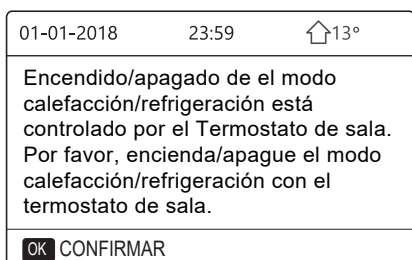 01-01-2018 23:59 13°
Encendido/apagado de el modo
calefacción/refrigeración está
controlado por el Termostato de sala.
Por favor, encienda/apague el modo
calefacción/refrigeración con el
termostato de sala.
OK CONFIRMAR